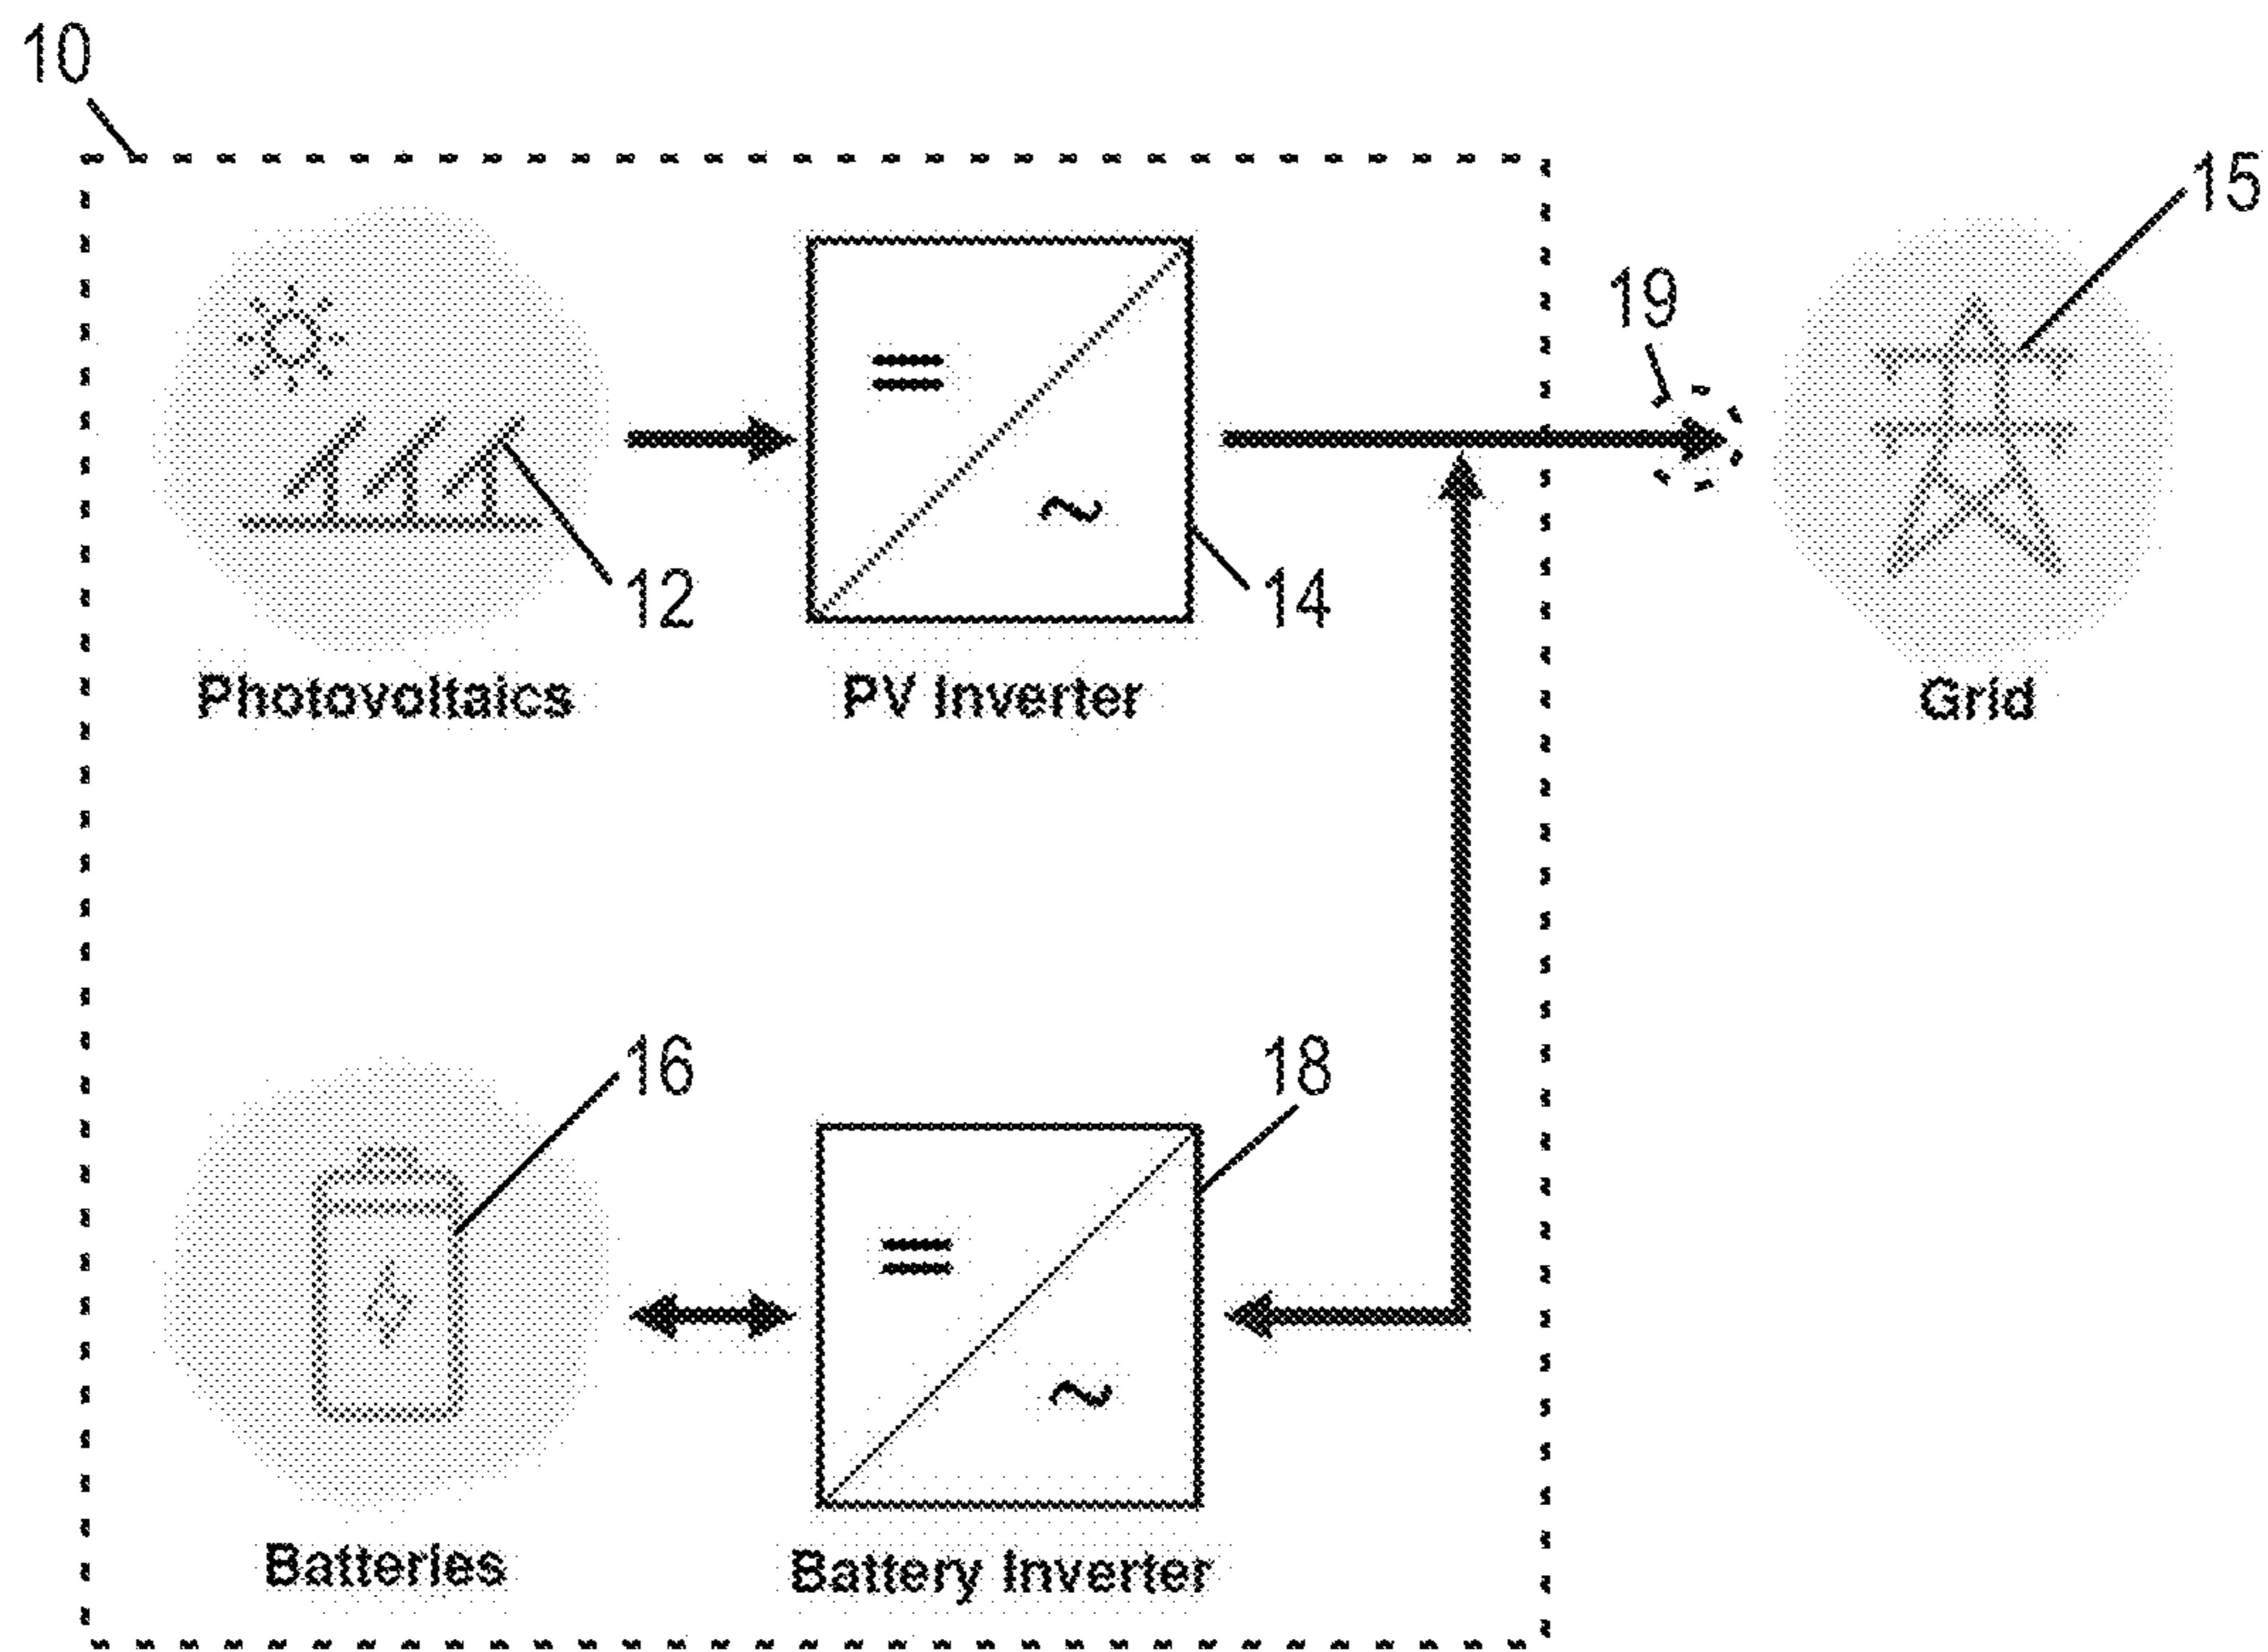 10
15
19
12
14
Photovoltaics
PV Inverter
Grid
16
18
Batteries
Battery Inverter